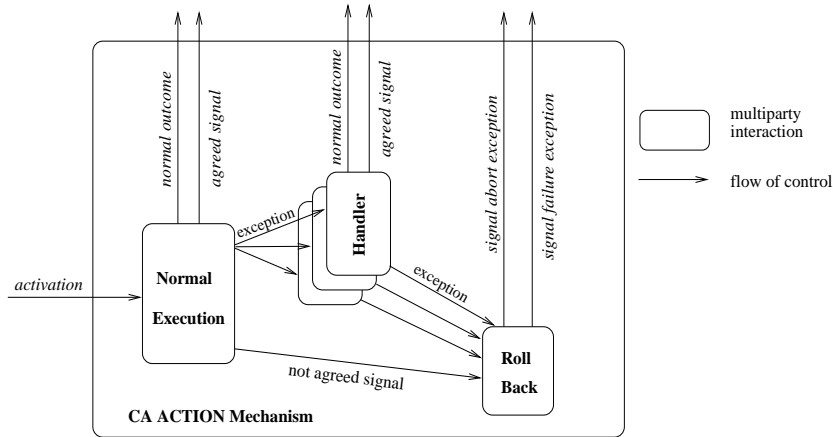 normal outcome
agreed signal
normal outcome
agreed signal
signal abort exception
signal failure exception
multiparty
interaction
flow of control
exception
Handler
activation
Normal
Execution
exception
not agreed signal
Roll
Back
CA ACTION Mechanism